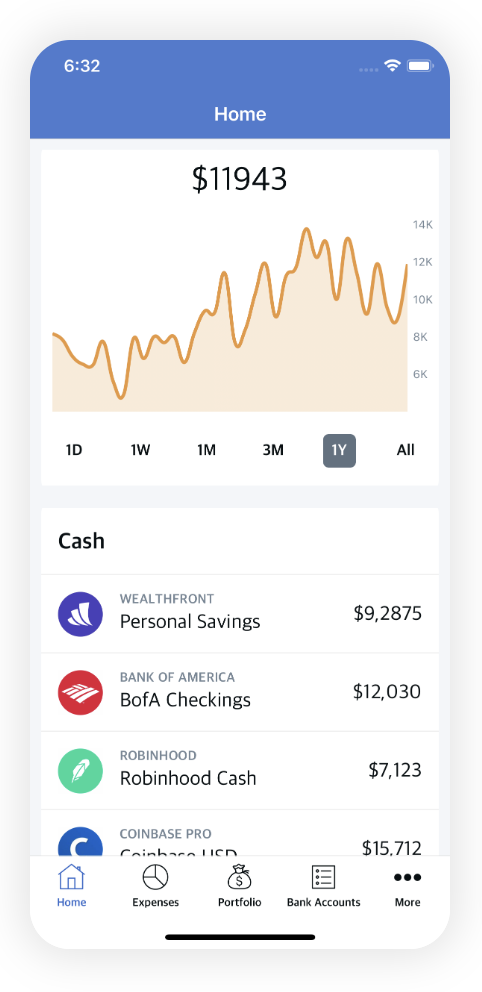 6:32
Home
$11943
14K
12K
10K
8K
6K
1D 1W 1M 3M 1Y All
Cash
WEALTHFRONT
Personal Savings
$9,2875
BANK OF AMERICA
BofA Checkings
$12,030
ROBINHOOD
Robinhood Cash
$7,123
COINBASE PRO
Coinbase USD
$15,712
Home Expenses Portfolio Bank Accounts More